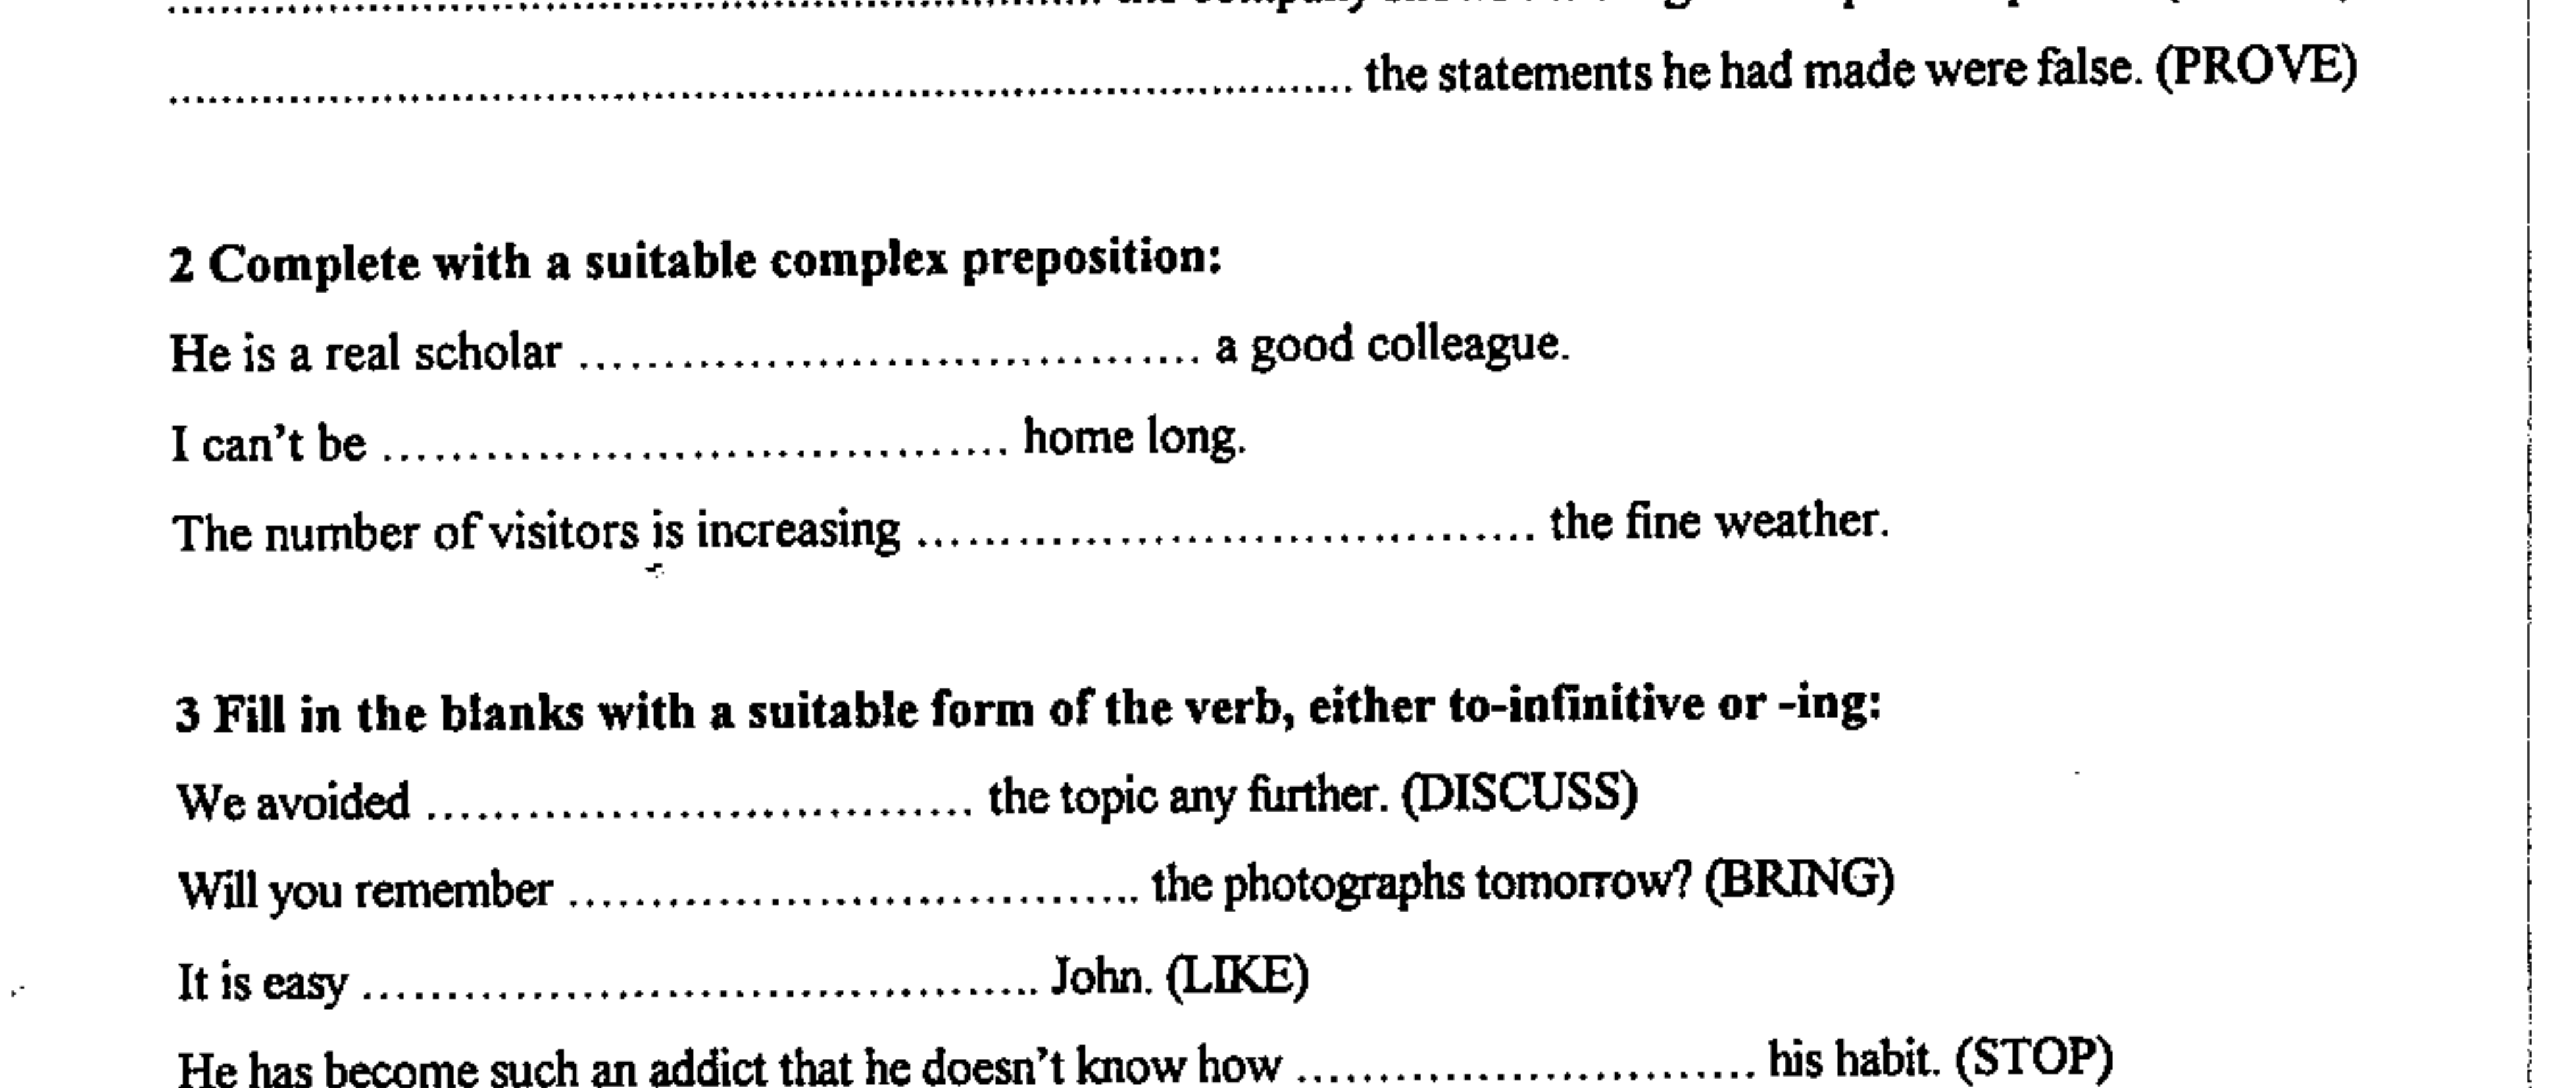 the statements he had made were false. (PROVE)
2 Complete with a suitable complex preposition:
He is a real scholar .................................... a good colleague.
I can't be .................................... home long.
The number of visitors is increasing .................................... the fine weather.
3 Fill in the blanks with a suitable form of the verb, either to-infinitive or -ing:
We avoided ................................ the topic any further. (DISCUSS)
Will you remember ................................. the photographs tomorrow? (BRING)
It is easy ....................................... John. (LIKE)
He has become such an addict that he doesn't know how ........................... his habit. (STOP)